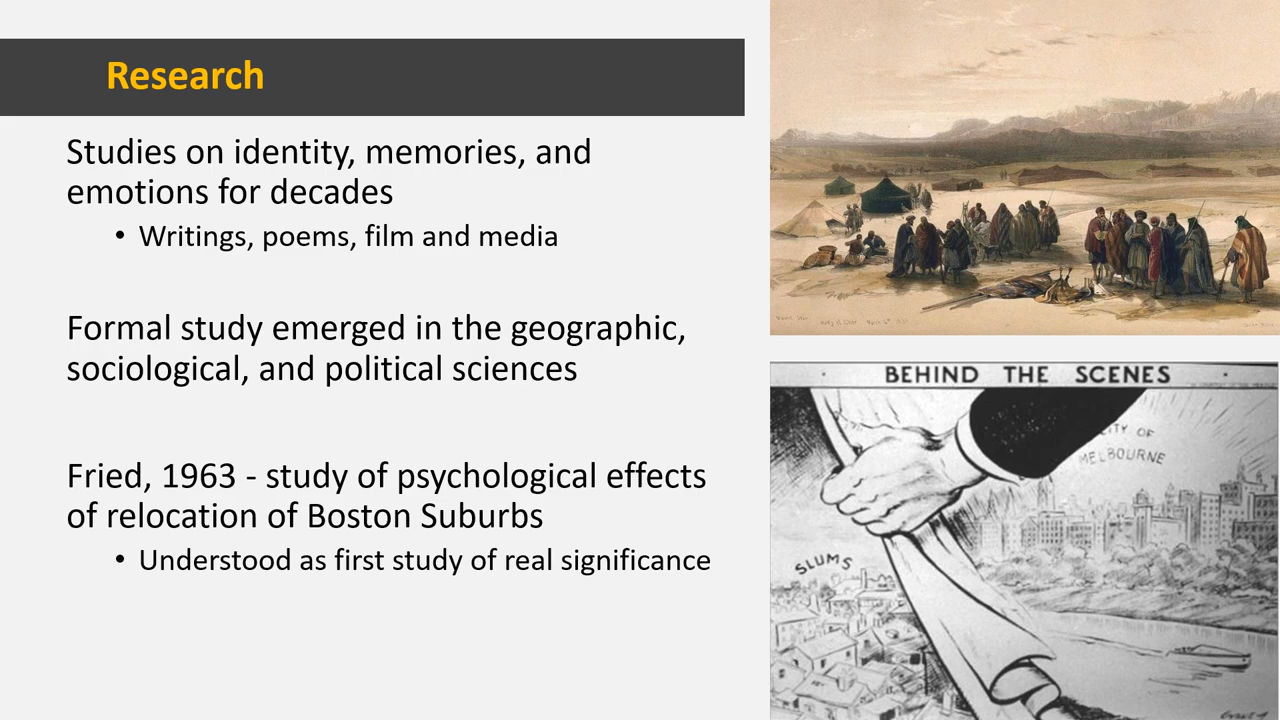 Research
Studies on identity, memories, and
emotions for decades
• Writings, poems, film and media
Formal study emerged in the geographic,
sociological, and political sciences
Fried, 1963 - study of psychological effects
of relocation of Boston Suburbs
• Understood as first study of real significance
BEHIND THE SCENES
CITY OF
MELBOURNE
SLUMS